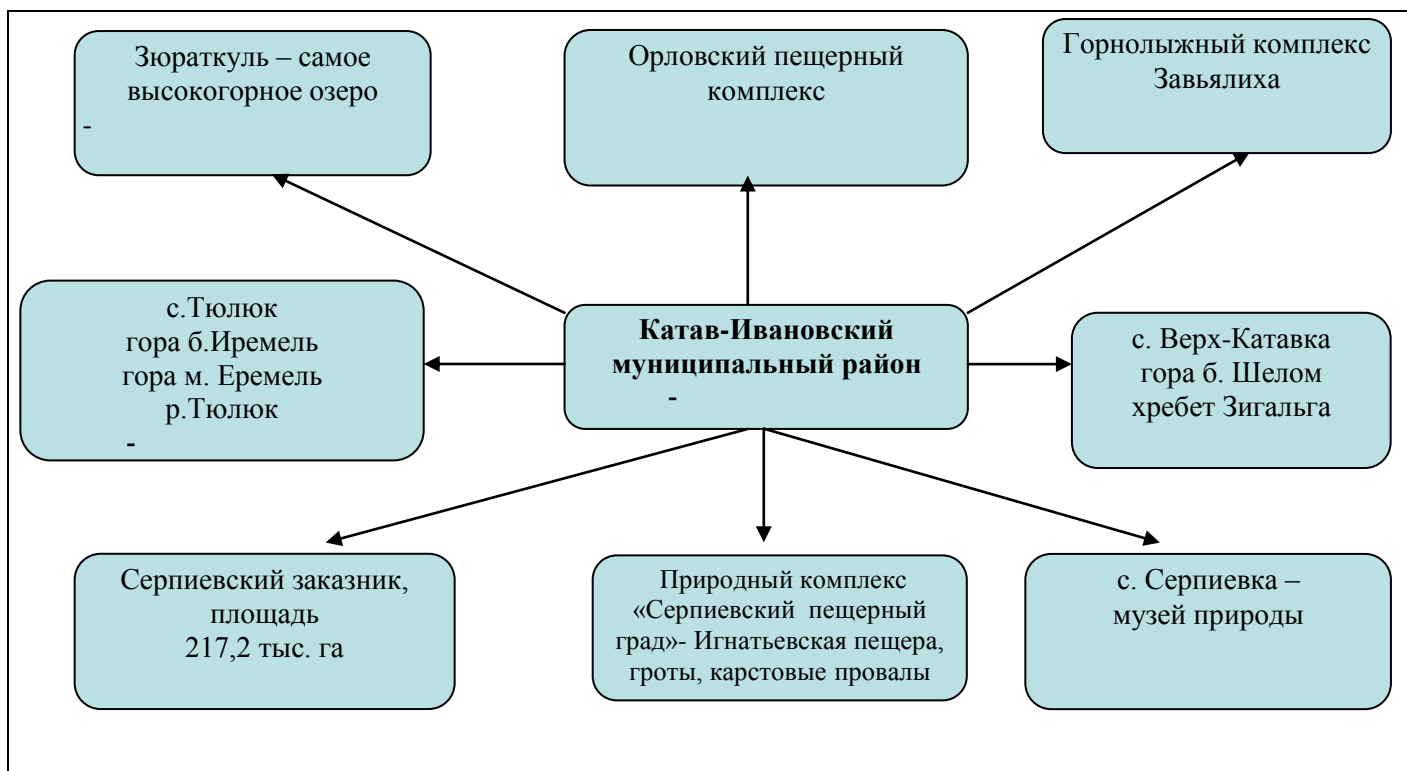 Зюраткуль – самое
высокогорное озеро
-
Орловский пещерный
комплекс
Горнолыжный комплекс
Завьялиха
с.Тюлюк
гора б.Иремель
гора м. Еремель
р.Тюлюк
-
Катав-Ивановский
муниципальный район
-
с. Верх-Катавка
гора б. Шелом
хребет Зигальга
Серпиевский заказник,
площадь
217,2 тыс. га
Природный комплекс
«Серпиевский пещерный
град»- Игнатьевская пещера,
гроты, карстовые провалы
с. Серпиевка –
музей природы